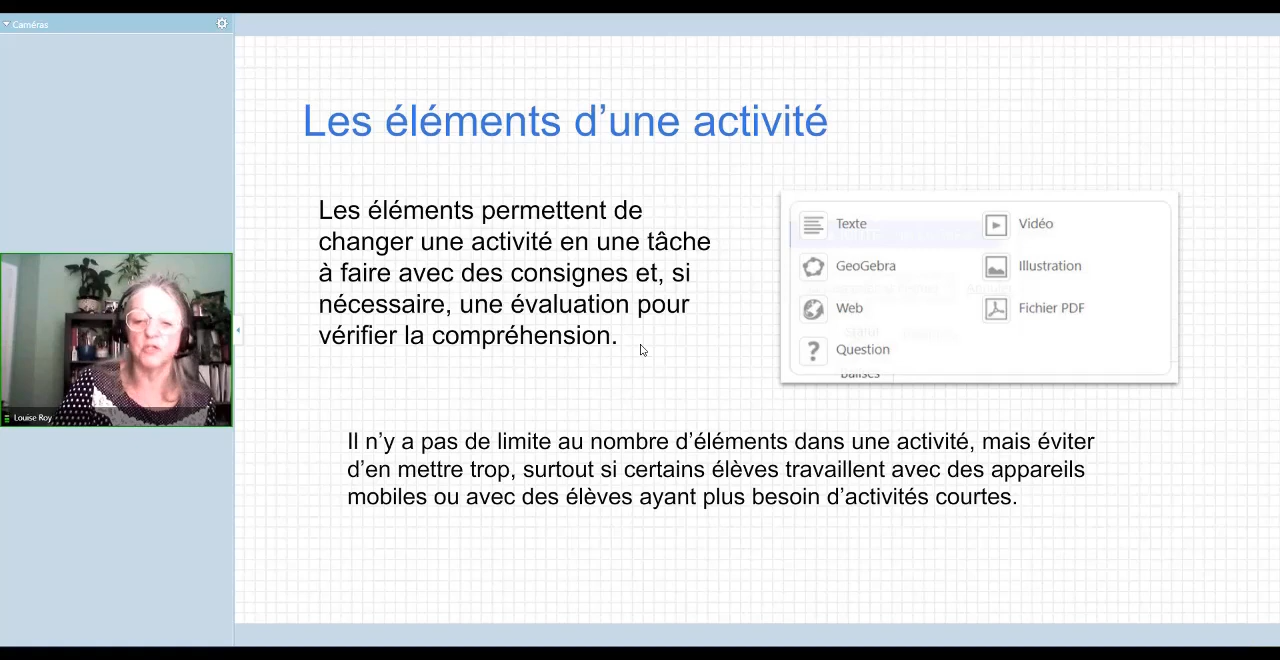 Caméras
Les éléments d’une activité
Les éléments permettent de
changer une activité en une tâche
à faire avec des consignes et, si
nécessaire, une évaluation pour
vérifier la compréhension.
Texte
Vidéo
GeoGebra
Illustration
Web
Fichier PDF
Question
Balises
Louise Roy
Il n’y a pas de limite au nombre d’éléments dans une activité, mais éviter
d’en mettre trop, surtout si certains élèves travaillent avec des appareils
mobiles ou avec des élèves ayant plus besoin d’activités courtes.